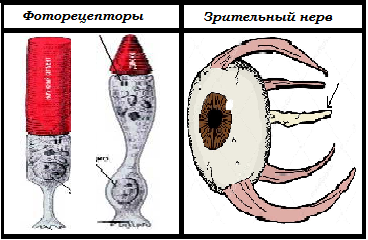 Фоторецепторы
Зрительный нерв